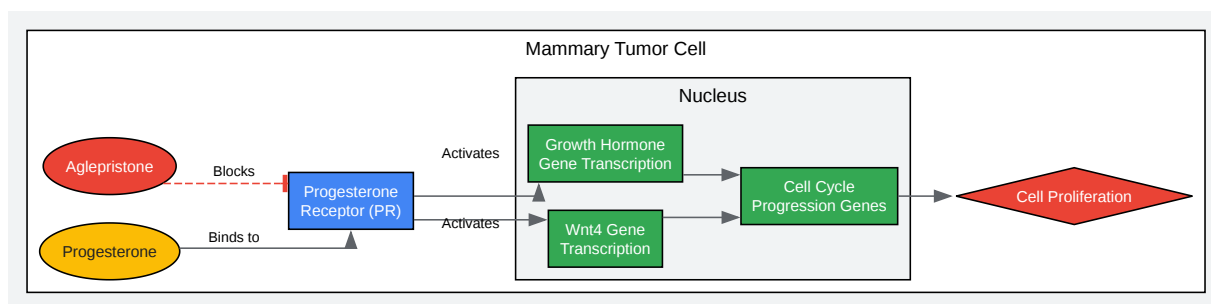 Mammary Tumor Cell
Nucleus
Aglepristone
Blocks
Progesterone
Receptor (PR)
Progesterone
Binds to
Activates
Activates
Growth Hormone
Gene Transcription
Wnt4 Gene
Transcription
Cell Cycle
Progression Genes
Cell Proliferation